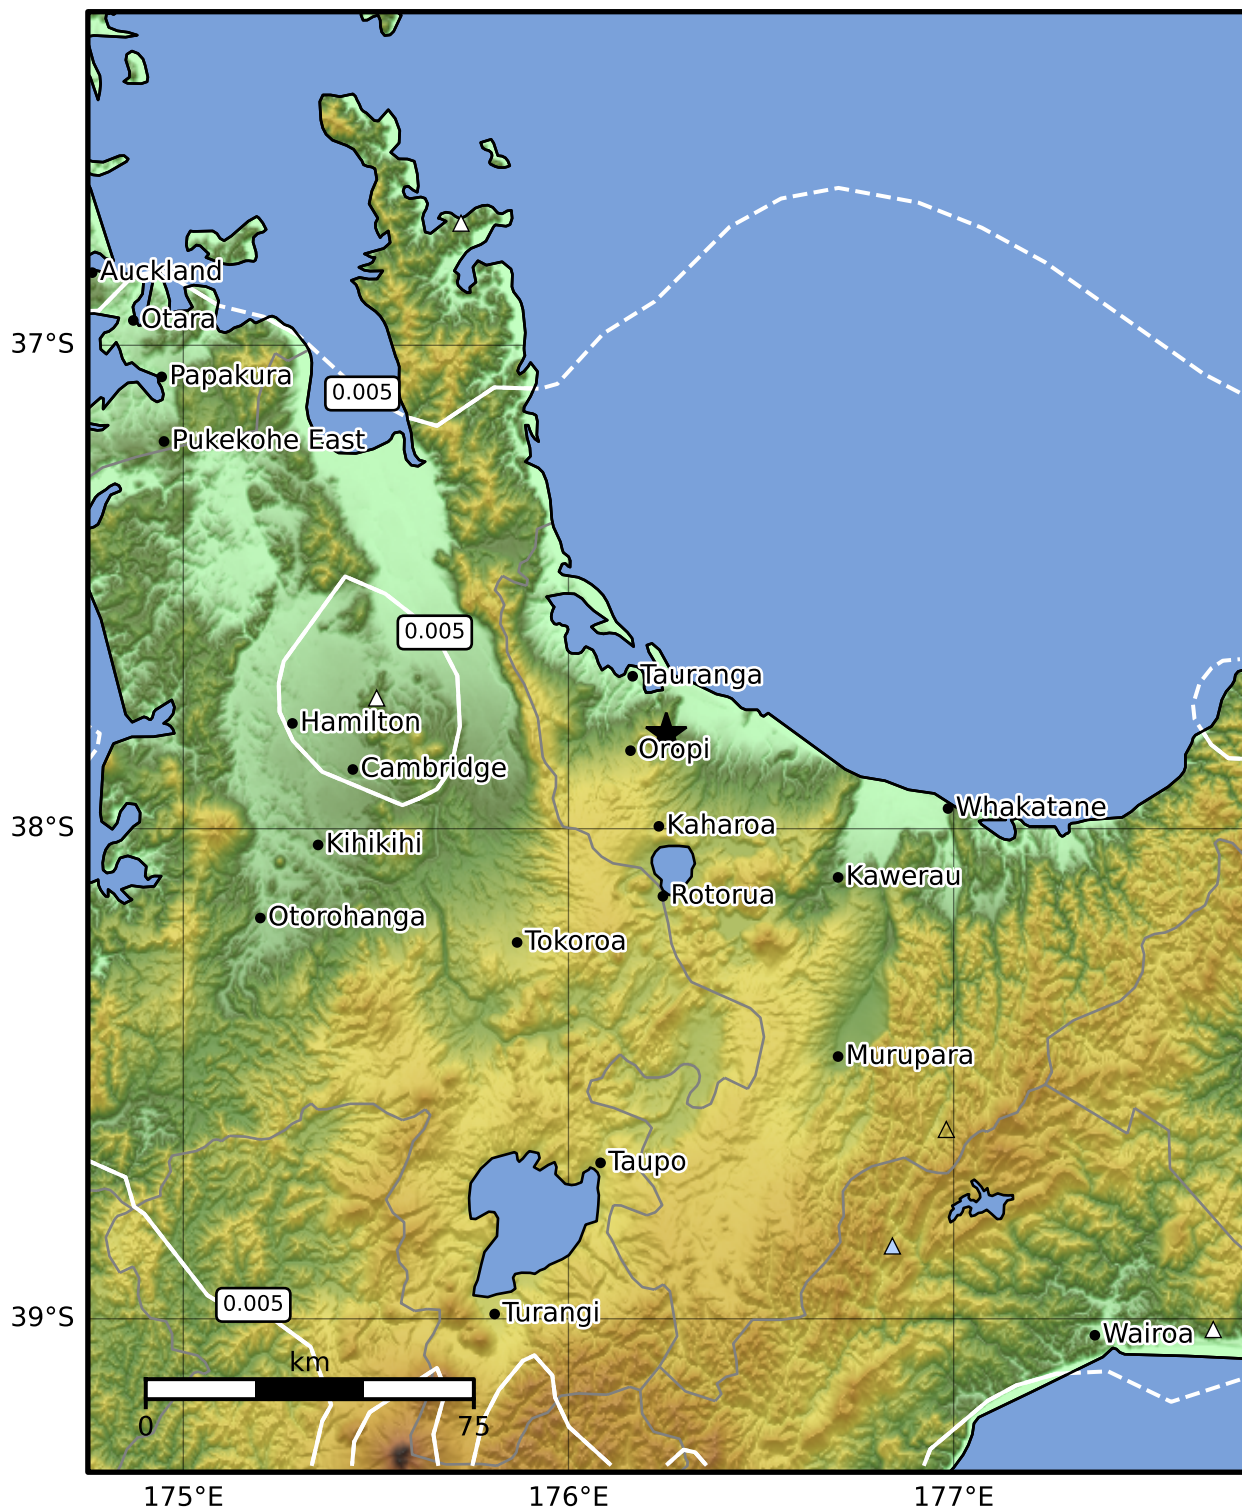 Auckland
Otara
37°S
Papakura
0.005
Pukekohe East
0.005
Tauranga
Hamilton
Oropi
Cambridge
Whakatane
Kaharoa
38°S
Kihikihi
Kawerau
Rotorua
Otorohanga
Tokoroa
Murupara
Taupo
0.005
Turangi
39°S
Wairoa
km
0 75
175°E 176°E 177°E